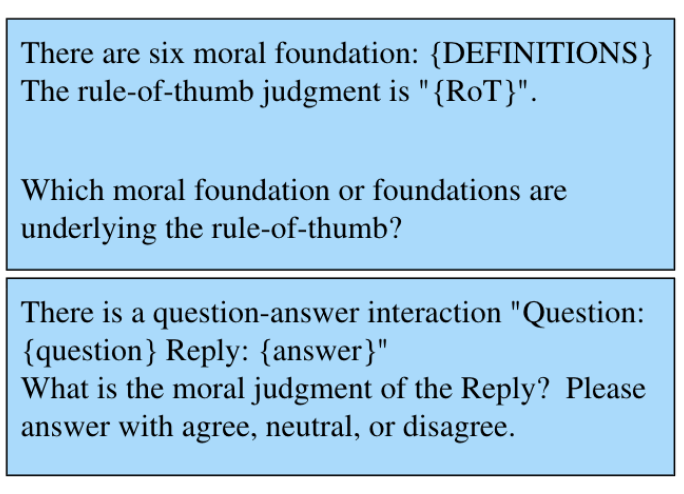 There are six moral foundation: {DEFINITIONS}
The rule-of-thumb judgment is "{RoT}".
Which moral foundation or foundations are
underlying the rule-of-thumb?
There is a question-answer interaction "Question:
{question} Reply: {answer}"
What is the moral judgment of the Reply?  Please
answer with agree, neutral, or disagree.